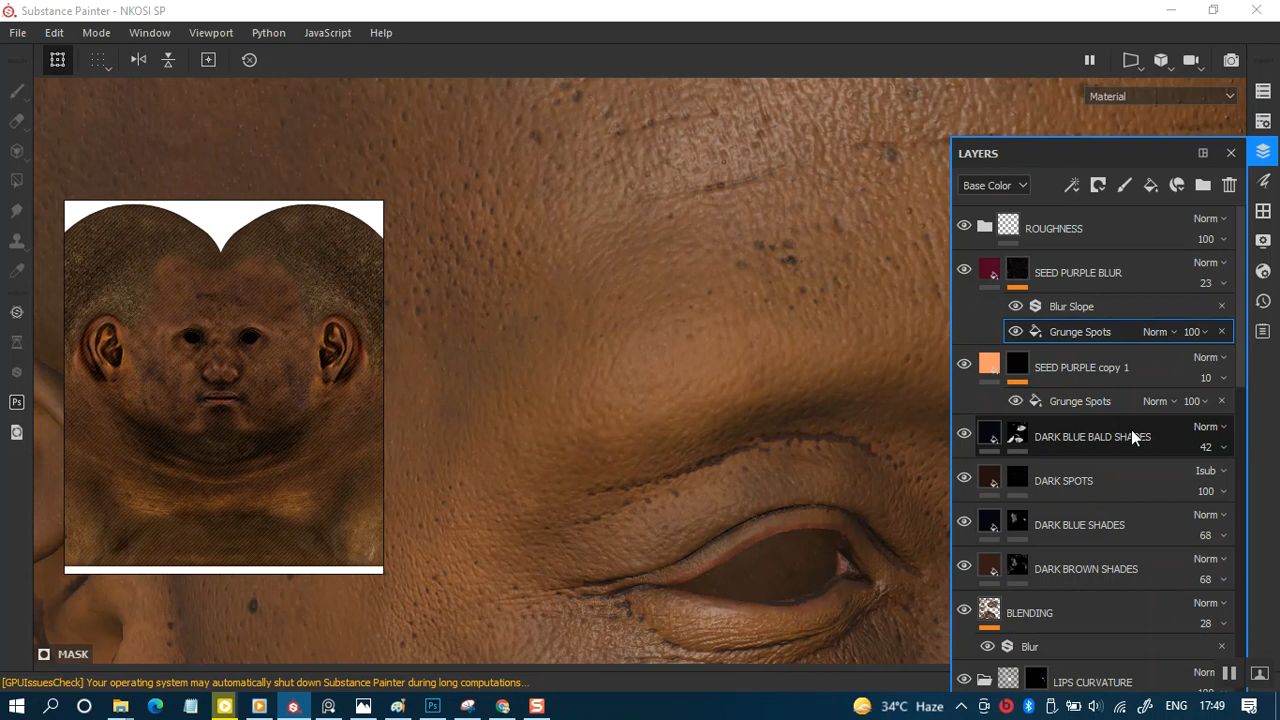 Substance Painter - NKOSI SP
File Edit Mode Window Viewport Python JavaScript Help
Material
LAYERS
Base Color
ROUGHNESS Norm 100
SEED PURPLE BLUR Norm 23
Blur Slope
Grunge Spots Norm 100
SEED PURPLE copy 1 Norm 10
Grunge Spots Norm 100
DARK BLUE BALD SHADES Norm 42
DARK SPOTS Isub 100
DARK BLUE SHADES Norm 68
DARK BROWN SHADES Norm 68
BLENDING Norm 28
Blur
LIPS CURVATURE Norm
MASK
[GPUIssuesCheck] Your operating system may automatically shut down Substance Painter during long computations...
34°C Haze ENG 17:49